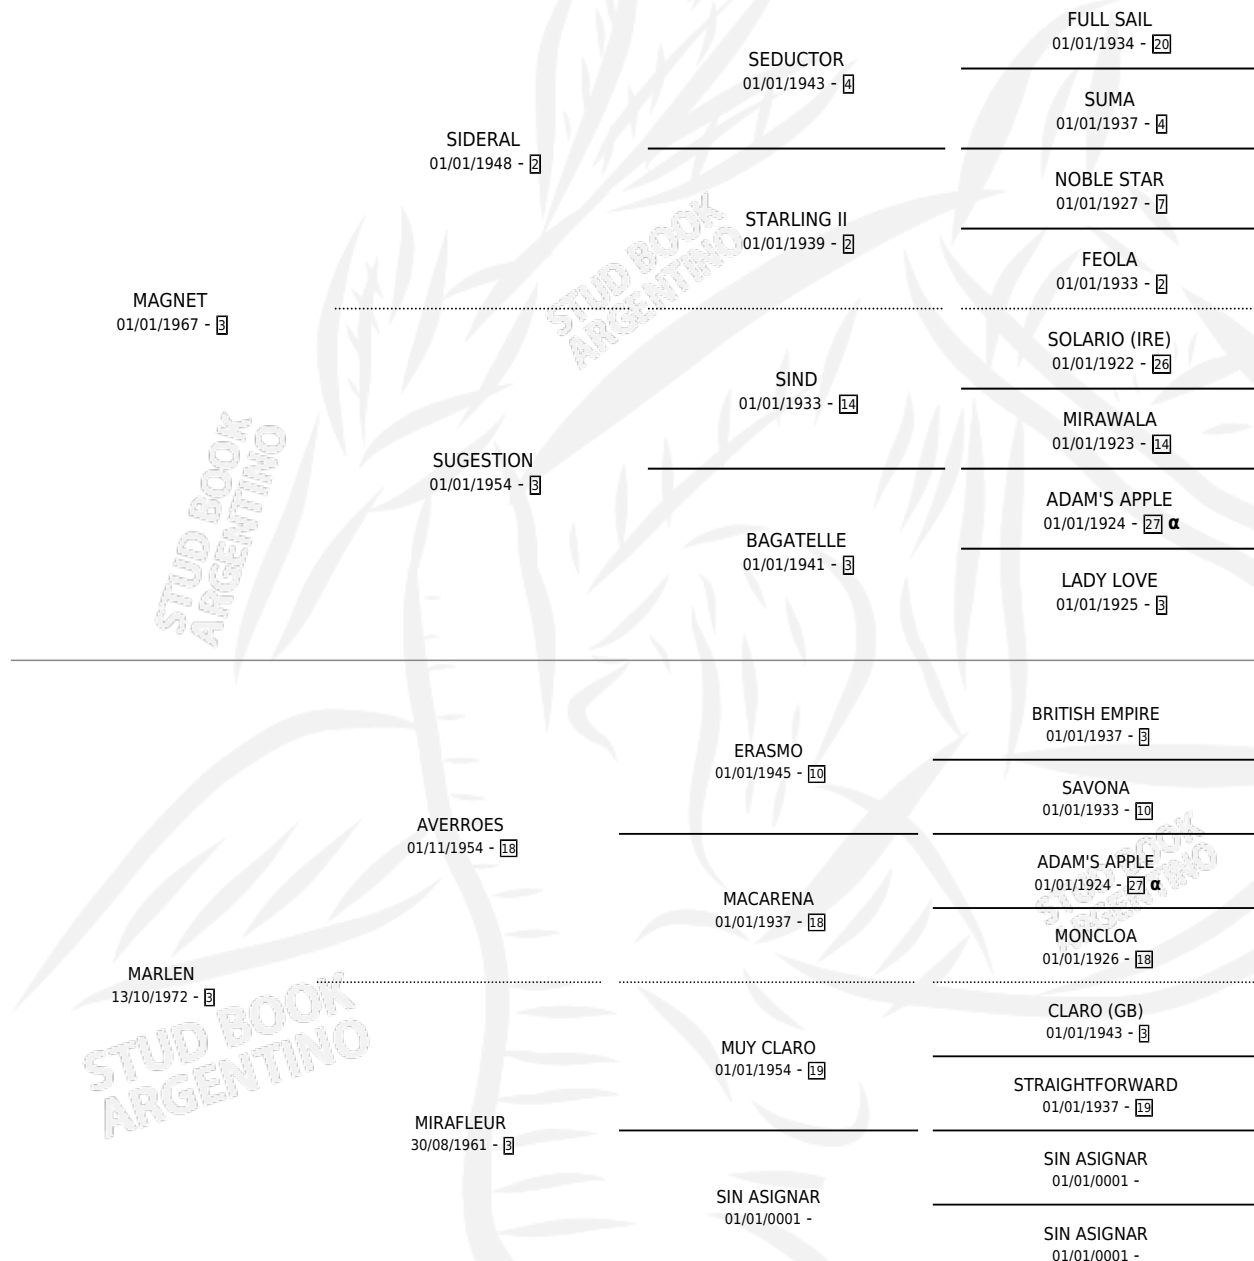 FULL SAIL
01/01/1934 - 20
SEDUCTOR
01/01/1943 - 4
SUMA
01/01/1937 - 4
SIDERAL
01/01/1948 - 2
NOBLE STAR
01/01/1927 - 7
STARLING II
01/01/1939 - 2
FEOLA
01/01/1933 - 2
MAGNET
01/01/1967 - 3
SOLARIO (IRE)
01/01/1922 - 26
SIND
01/01/1933 - 14
MIRAWALA
01/01/1923 - 14
SUGESTION
01/01/1954 - 3
ADAM'S APPLE
01/01/1924 - 27 α
BAGATELLE
01/01/1941 - 3
LADY LOVE
01/01/1925 - 3
BRITISH EMPIRE
01/01/1937 - 3
ERASMO
01/01/1945 - 10
SAVONA
01/01/1933 - 10
AVERROES
01/11/1954 - 18
ADAM'S APPLE
01/01/1924 - 27 α
MACARENA
01/01/1937 - 18
MONCLOA
01/01/1926 - 18
MARLEN
13/10/1972 - 3
CLARO (GB)
01/01/1943 - 3
MUY CLARO
01/01/1954 - 19
STRAIGHTFORWARD
01/01/1937 - 19
MIRAFLEUR
30/08/1961 - 3
SIN ASIGNAR
01/01/0001 -
SIN ASIGNAR
01/01/0001 -
SIN ASIGNAR
01/01/0001 -
STUD BOOK
ARGENTINO
STUD BOOK
ARGENTINO
STUD BOOK
ARGENTINO
STUD BOOK
ARGENTINO